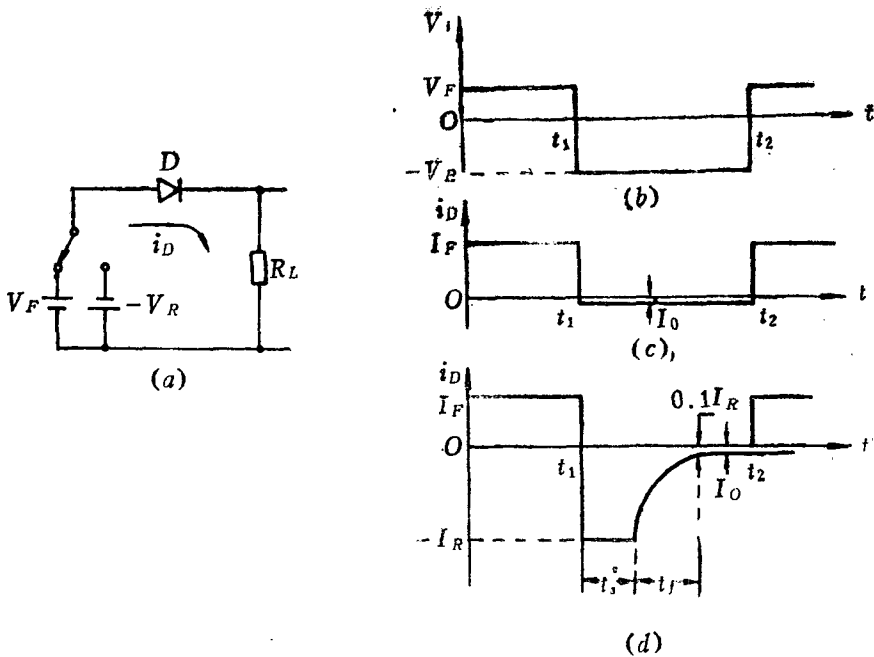 D
i_D
R_L
V_F
-V_R
(a)
V_i
V_F
O
t_1
t_2
t
-V_R
(b)
i_D
I_F
O
t_1
I_0
t_2
t
(c),
i_D
I_F
0.1I_R
O
t_1
t_2
t
I_O
-I_R
t_s
t_f
(d)